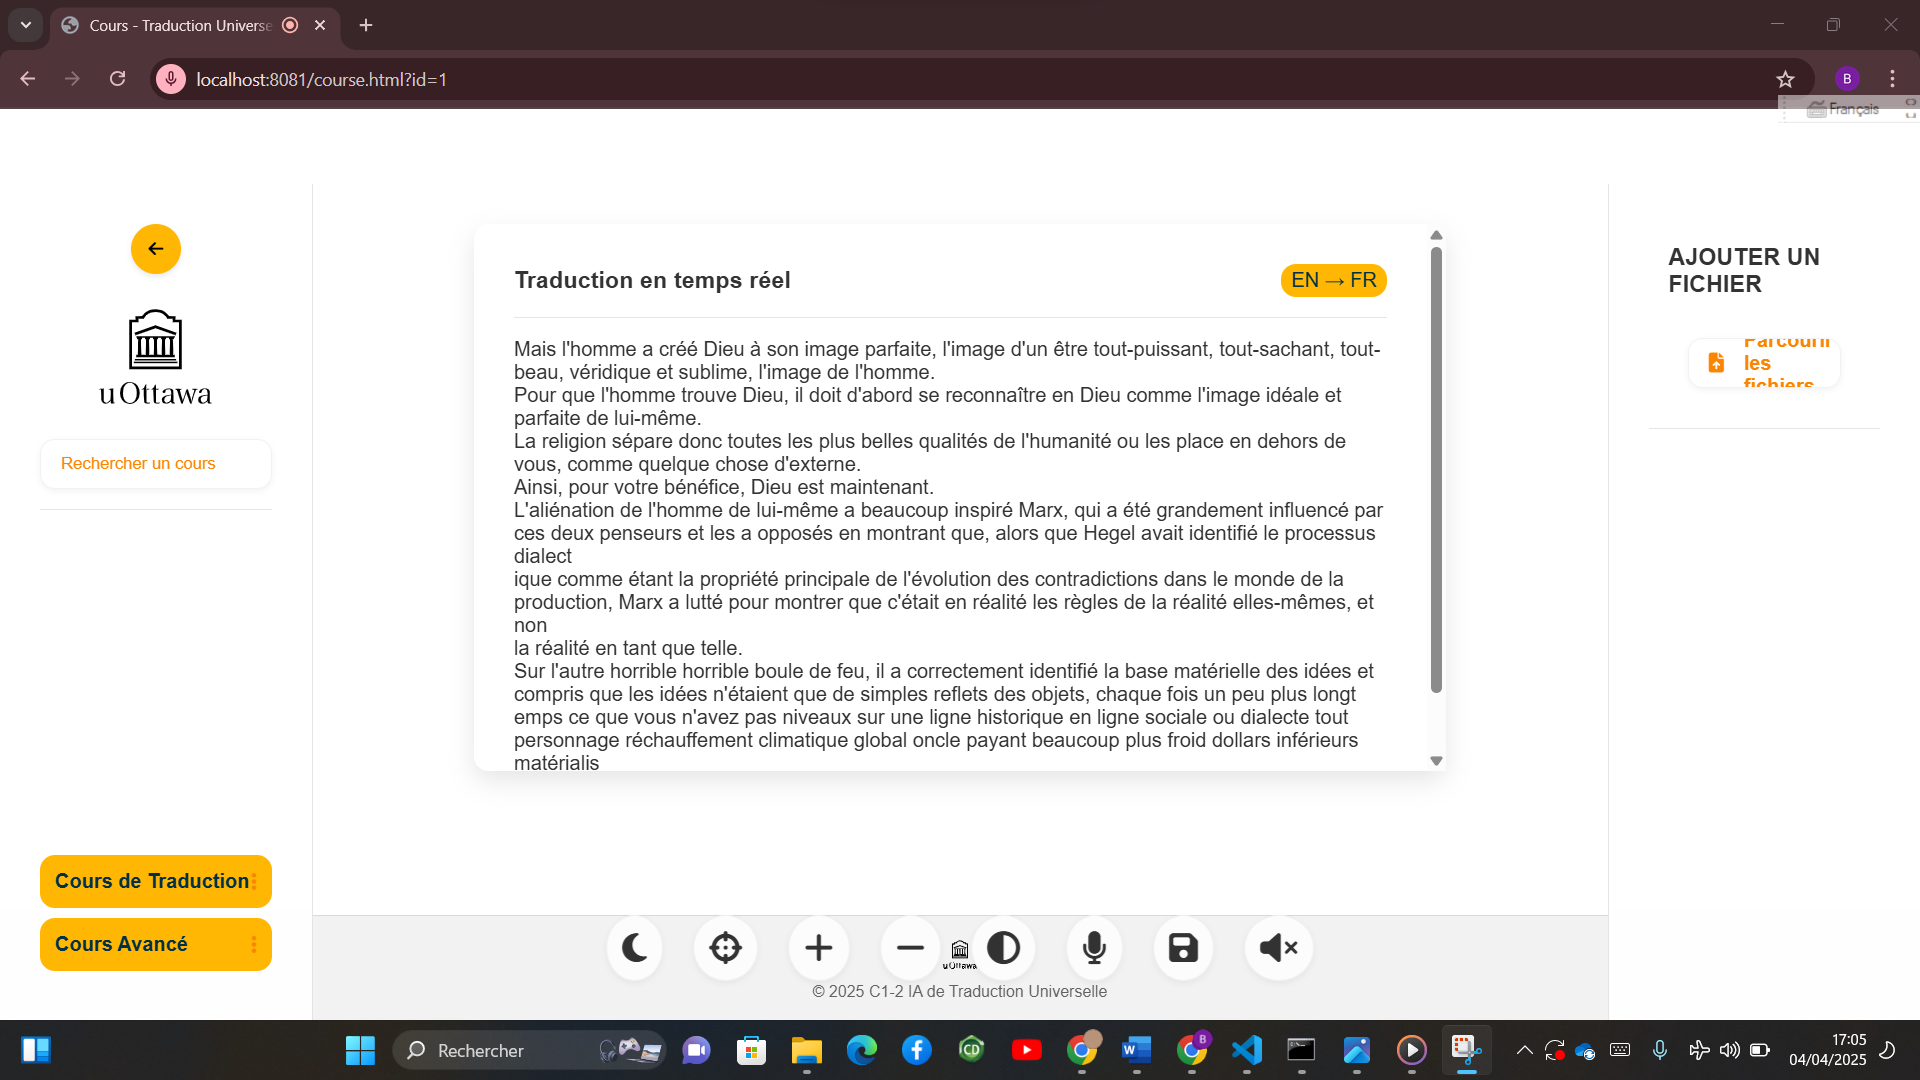 Cours - Traduction Universe
localhost:8081/course.html?id=1
B
Français
uOttawa
Rechercher un cours
Cours de Traduction
Cours Avancé
Traduction en temps réel
EN → FR
Mais l'homme a créé Dieu à son image parfaite, l'image d'un être tout-puissant, tout-sachant, tout-
beau, véridique et sublime, l'image de l'homme.
Pour que l'homme trouve Dieu, il doit d'abord se reconnaître en Dieu comme l'image idéale et
parfaite de lui-même.
La religion sépare donc toutes les plus belles qualités de l'humanité ou les place en dehors de
vous, comme quelque chose d'externe.
Ainsi, pour votre bénéfice, Dieu est maintenant.
L'aliénation de l'homme de lui-même a beaucoup inspiré Marx, qui a été grandement influencé par
ces deux penseurs et les a opposés en montrant que, alors que Hegel avait identifié le processus
dialect
ique comme étant la propriété principale de l'évolution des contradictions dans le monde de la
production, Marx a lutté pour montrer que c'était en réalité les règles de la réalité elles-mêmes, et
non
la réalité en tant que telle.
Sur l'autre horrible horrible boule de feu, il a correctement identifié la base matérielle des idées et
compris que les idées n'étaient que de simples reflets des objets, chaque fois un peu plus longt
emps ce que vous n'avez pas niveaux sur une ligne historique en ligne sociale ou dialecte tout
personnage réchauffement climatique global oncle payant beaucoup plus froid dollars inférieurs
matérialis
AJOUTER UN
FICHIER
Parcourir
les
fichiers
uOttawa
© 2025 C1-2 IA de Traduction Universelle
Rechercher
CD
W
B
17:05
04/04/2025